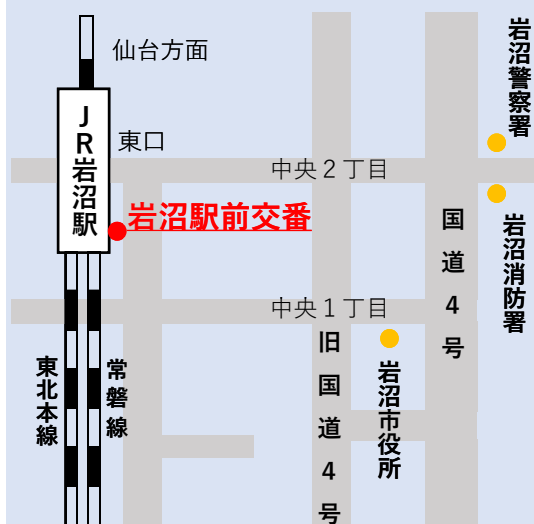 仙台方面
岩沼警察署
JR岩沼駅
東口
中央２丁目
岩沼駅前交番
国道４号
岩沼消防署
中央１丁目
旧国道４号
岩沼市役所
東北本線
常磐線